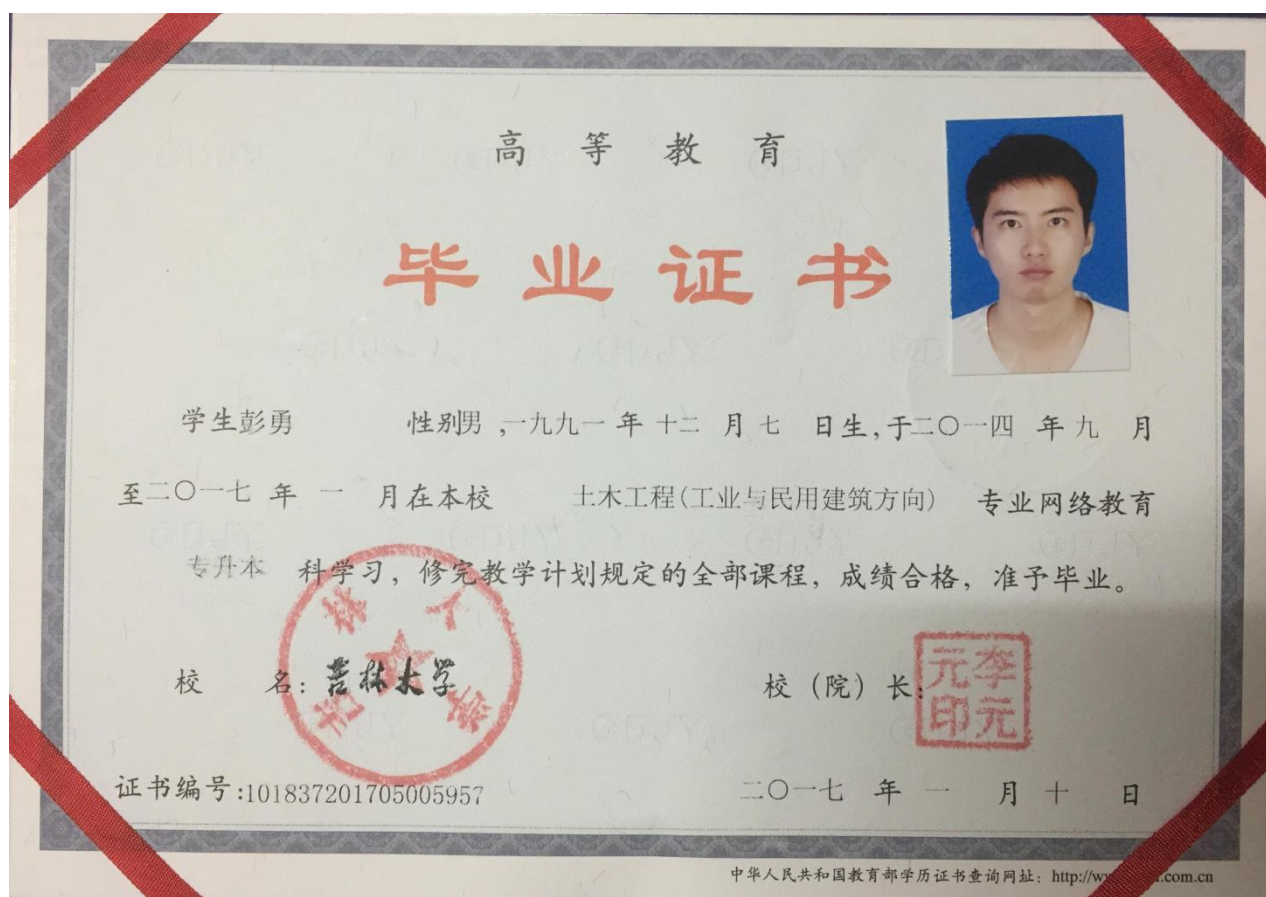 高等教育
毕业证书
学生彭勇 性别男,一九九一年十二月七日生,于二〇一四年九月
至二〇一七年一月在本校 土木工程(工业与民用建筑方向) 专业网络教育
专升本 科学习，修完教学计划规定的全部课程，成绩合格，准予毕业。
校 名：吉林大学
吉林大学
校（院）长：
李元元印
证书编号:101837201705005957
二〇一七年一月十日
中华人民共和国教育部学历证书查询网址：http://w .com.cn